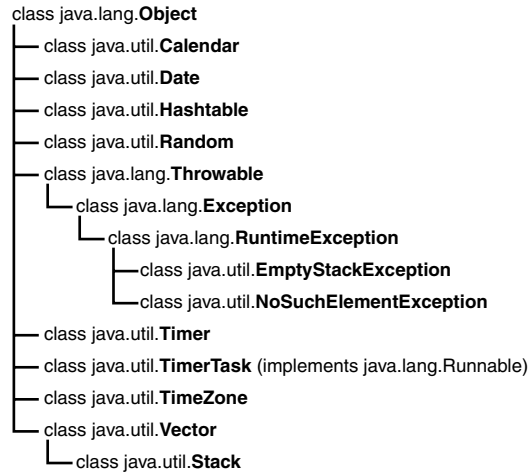 class java.lang.Object
class java.util.Calendar
class java.util.Date
class java.util.Hashtable
class java.util.Random
class java.lang.Throwable
class java.lang.Exception
class java.lang.RuntimeException
class java.util.EmptyStackException
class java.util.NoSuchElementException
class java.util.Timer
class java.util.TimerTask (implements java.lang.Runnable)
class java.util.TimeZone
class java.util.Vector
class java.util.Stack